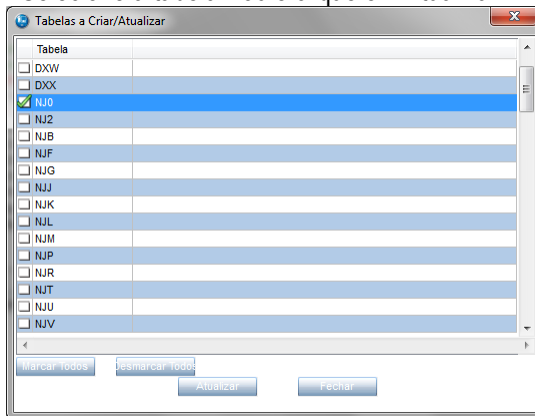 Tabelas a Criar/Atualizar
Tabela
DXW
DXX
NJ0
NJ2
NJB
NJF
NJG
NJJ
NJK
NJL
NJM
NJP
NJR
NJT
NJU
NJV
Marcar Todos Desmarcar Todos
Atualizar Fechar